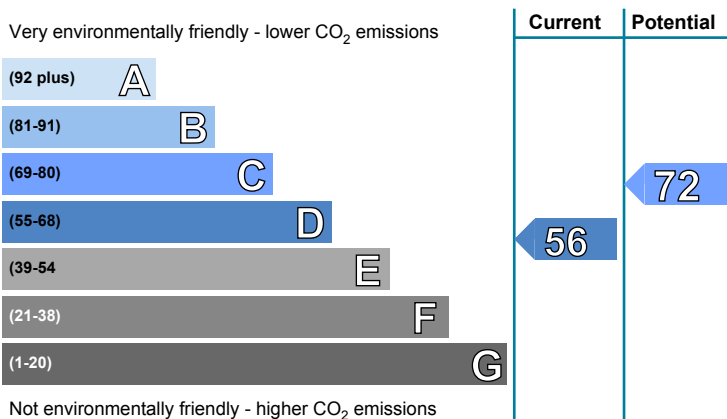 Very environmentally friendly - lower CO2 emissions
Current
Potential
(92 plus) A
(81-91) B
(69-80) C
72
(55-68) D
56
(39-54 E
(21-38) F
(1-20) G
Not environmentally friendly - higher CO2 emissions